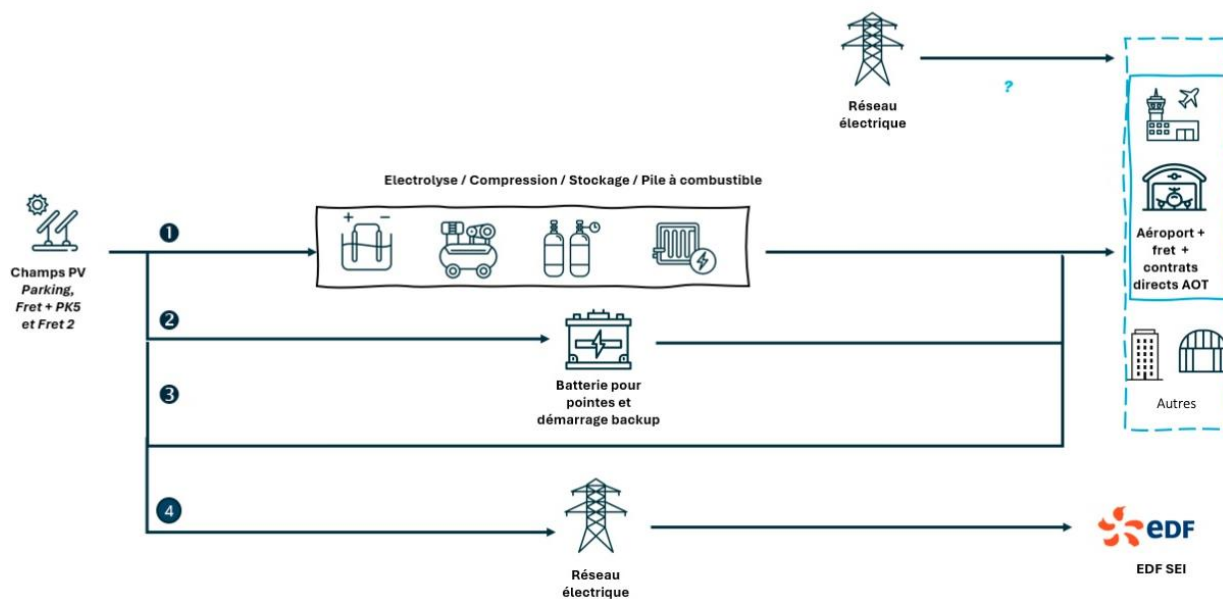 Réseau
électrique
?
Electrolyse / Compression / Stockage / Pile à combustible
+ −
1
Champs PV
Parking,
Fret + PK5
et Fret 2
Aéroport +
fret +
contrats
directs AOT
2
Batterie pour
pointes et
démarrage backup
3
Autres
4
Réseau
électrique
eDF
EDF SEI